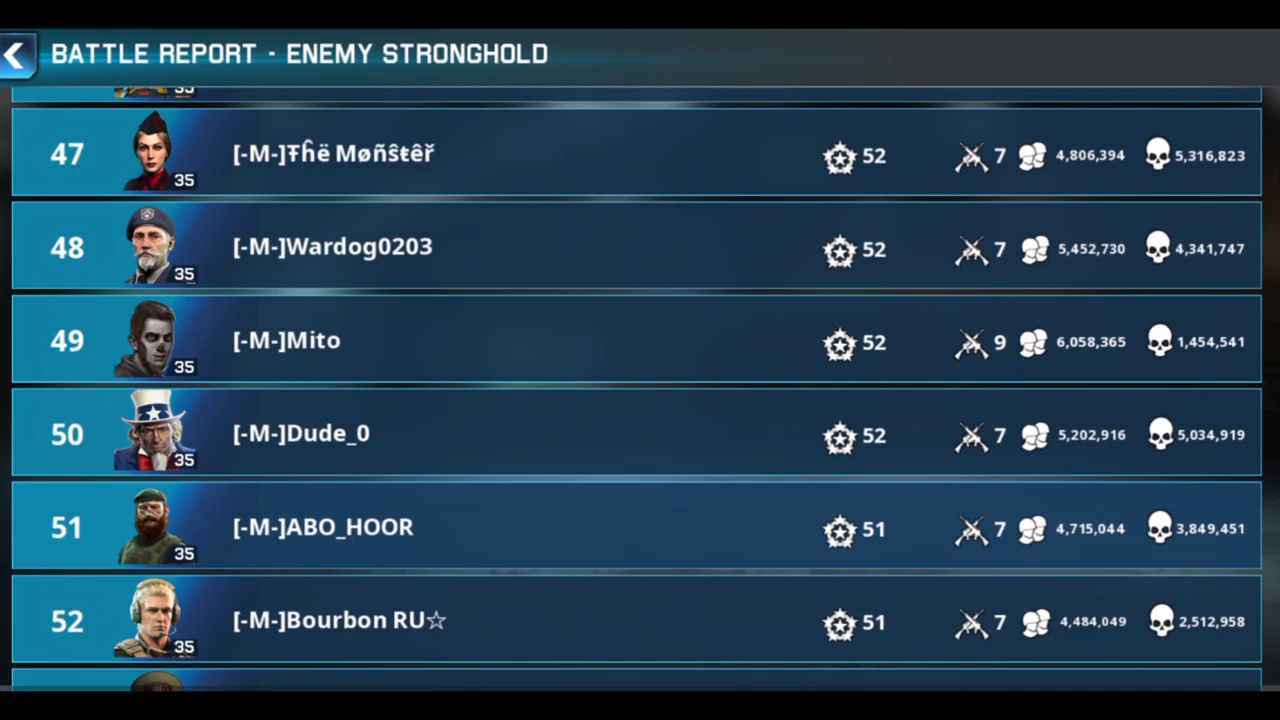 BATTLE REPORT - ENEMY STRONGHOLD
35
47 35 [-M-]Ŧĥë Møñŝŧêř 52 7 4,806,394 5,316,823
48 35 [-M-]Wardog0203 52 7 5,452,730 4,341,747
49 35 [-M-]Mito 52 9 6,058,365 1,454,541
50 35 [-M-]Dude_0 52 7 5,202,916 5,034,919
51 35 [-M-]ABO_HOOR 51 7 4,715,044 3,849,451
52 35 [-M-]Bourbon RU☆ 51 7 4,484,049 2,512,958